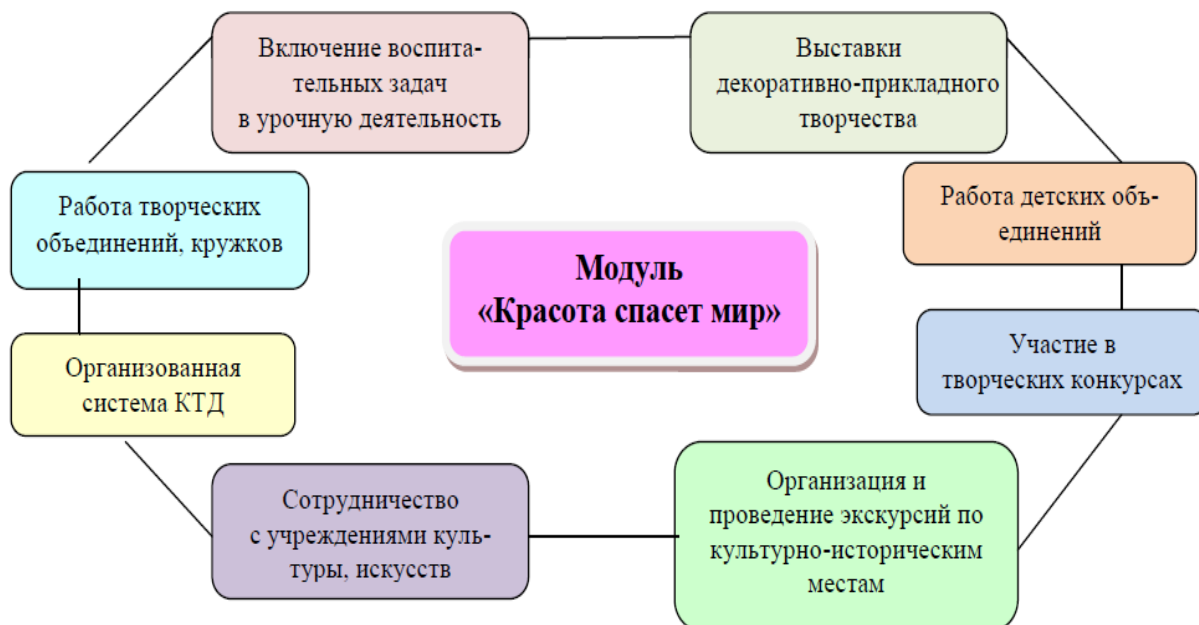 Включение воспита-
тельных задач
в урочную деятельность
Выставки
декоративно-прикладного
творчества
Работа творческих
объединений, кружков
Работа детских объ-
единений
Модуль
«Красота спасет мир»
Организованная
система КТД
Участие в
творческих конкурсах
Сотрудничество
с учреждениями куль-
туры, искусств
Организация и
проведение экскурсий по
культурно-историческим
местам